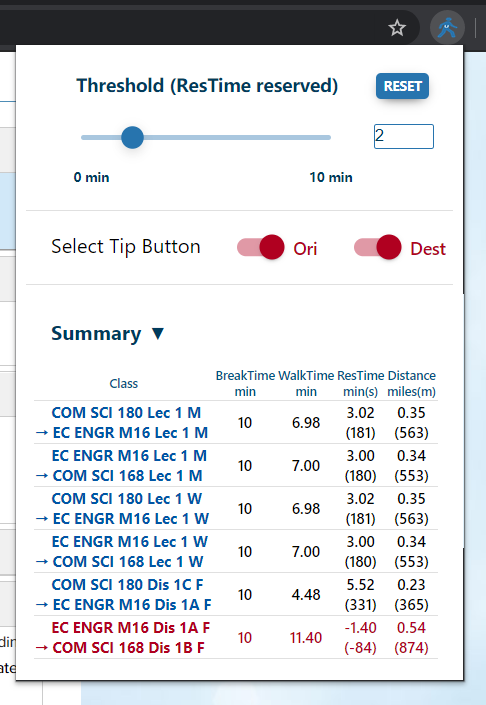 Threshold (ResTime reserved)
RESET
2
0 min
10 min
Select Tip Button
Ori
Dest
Summary ▼
Class
BreakTime WalkTime ResTime Distance
min min min(s) miles(m)
COM SCI 180 Lec 1 M
→ EC ENGR M16 Lec 1 M
10 6.98 3.02 0.35
(181) (563)
EC ENGR M16 Lec 1 M
→ COM SCI 168 Lec 1 M
10 7.00 3.00 0.34
(180) (553)
COM SCI 180 Lec 1 W
→ EC ENGR M16 Lec 1 W
10 6.98 3.02 0.35
(181) (563)
EC ENGR M16 Lec 1 W
→ COM SCI 168 Lec 1 W
10 7.00 3.00 0.34
(180) (553)
COM SCI 180 Dis 1C F
→ EC ENGR M16 Dis 1A F
10 4.48 5.52 0.23
(331) (365)
EC ENGR M16 Dis 1A F
→ COM SCI 168 Dis 1B F
10 11.40 -1.40 0.54
(-84) (874)